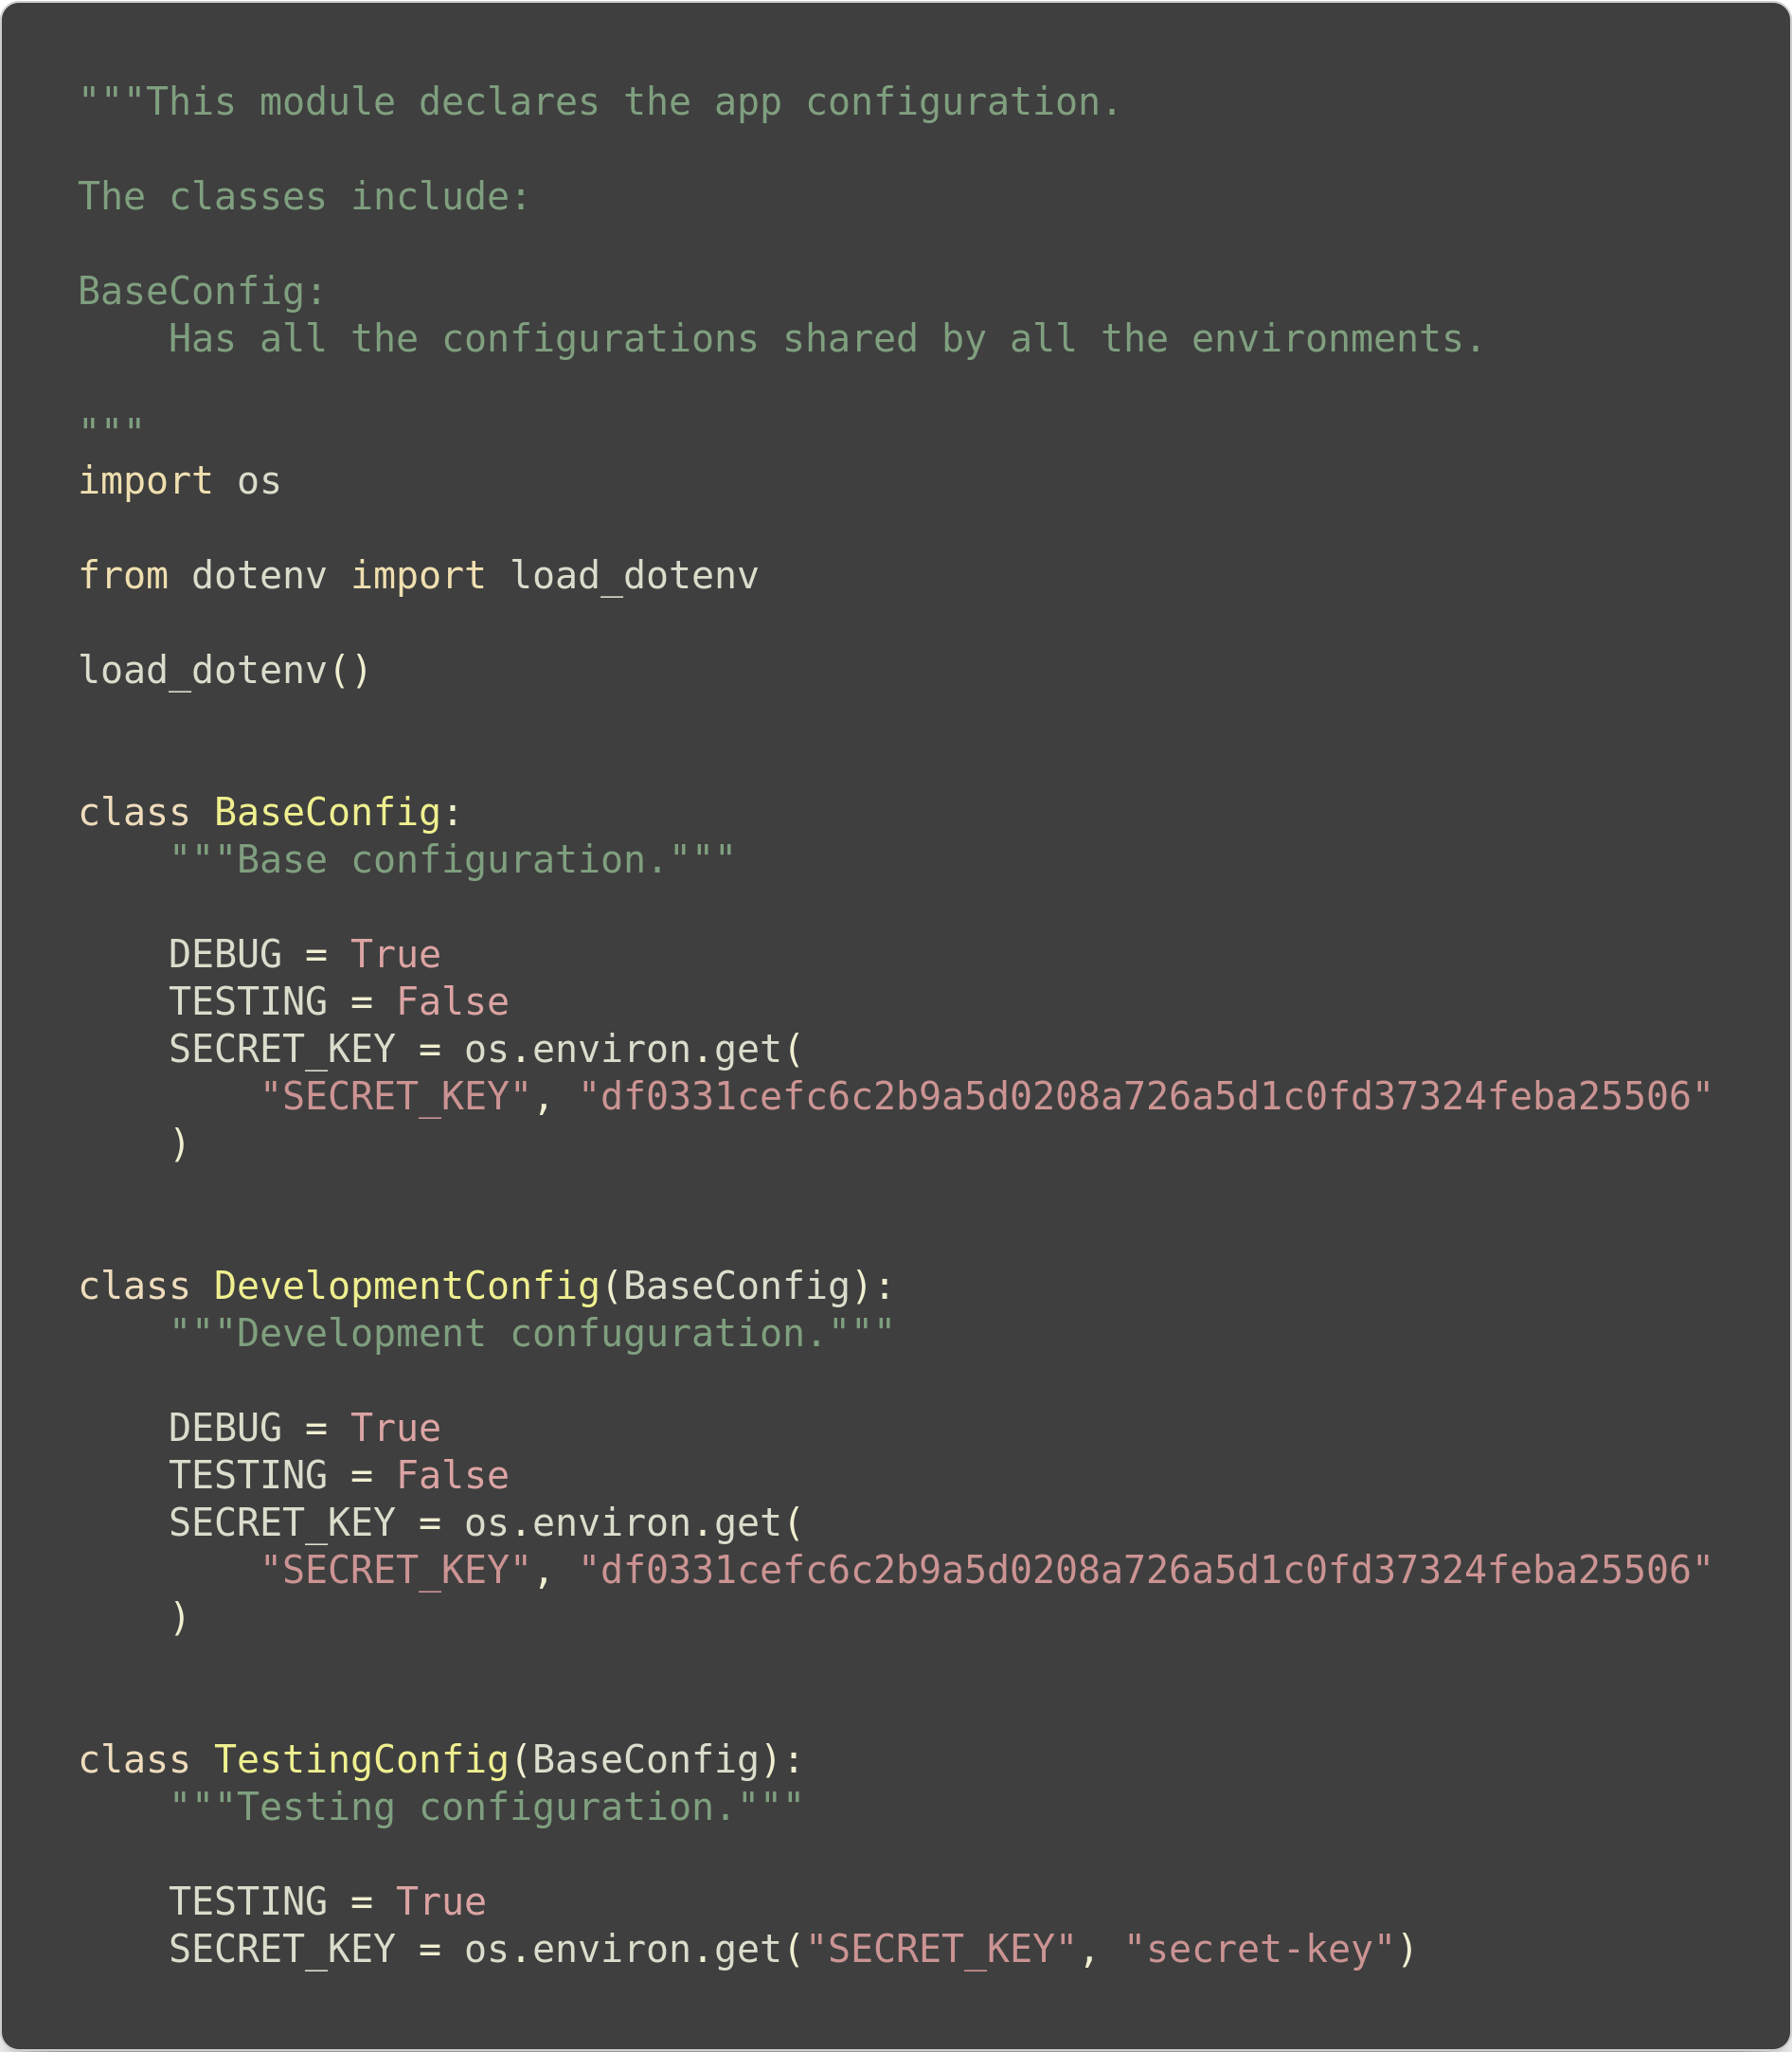 """This module declares the app configuration.

The classes include:

BaseConfig:
    Has all the configurations shared by all the environments.

"""
import os

from dotenv import load_dotenv

load_dotenv()


class BaseConfig:
    """Base configuration."""

    DEBUG = True
    TESTING = False
    SECRET_KEY = os.environ.get(
        "SECRET_KEY", "df0331cefc6c2b9a5d0208a726a5d1c0fd37324feba25506"
    )


class DevelopmentConfig(BaseConfig):
    """Development confuguration."""

    DEBUG = True
    TESTING = False
    SECRET_KEY = os.environ.get(
        "SECRET_KEY", "df0331cefc6c2b9a5d0208a726a5d1c0fd37324feba25506"
    )


class TestingConfig(BaseConfig):
    """Testing configuration."""

    TESTING = True
    SECRET_KEY = os.environ.get("SECRET_KEY", "secret-key")